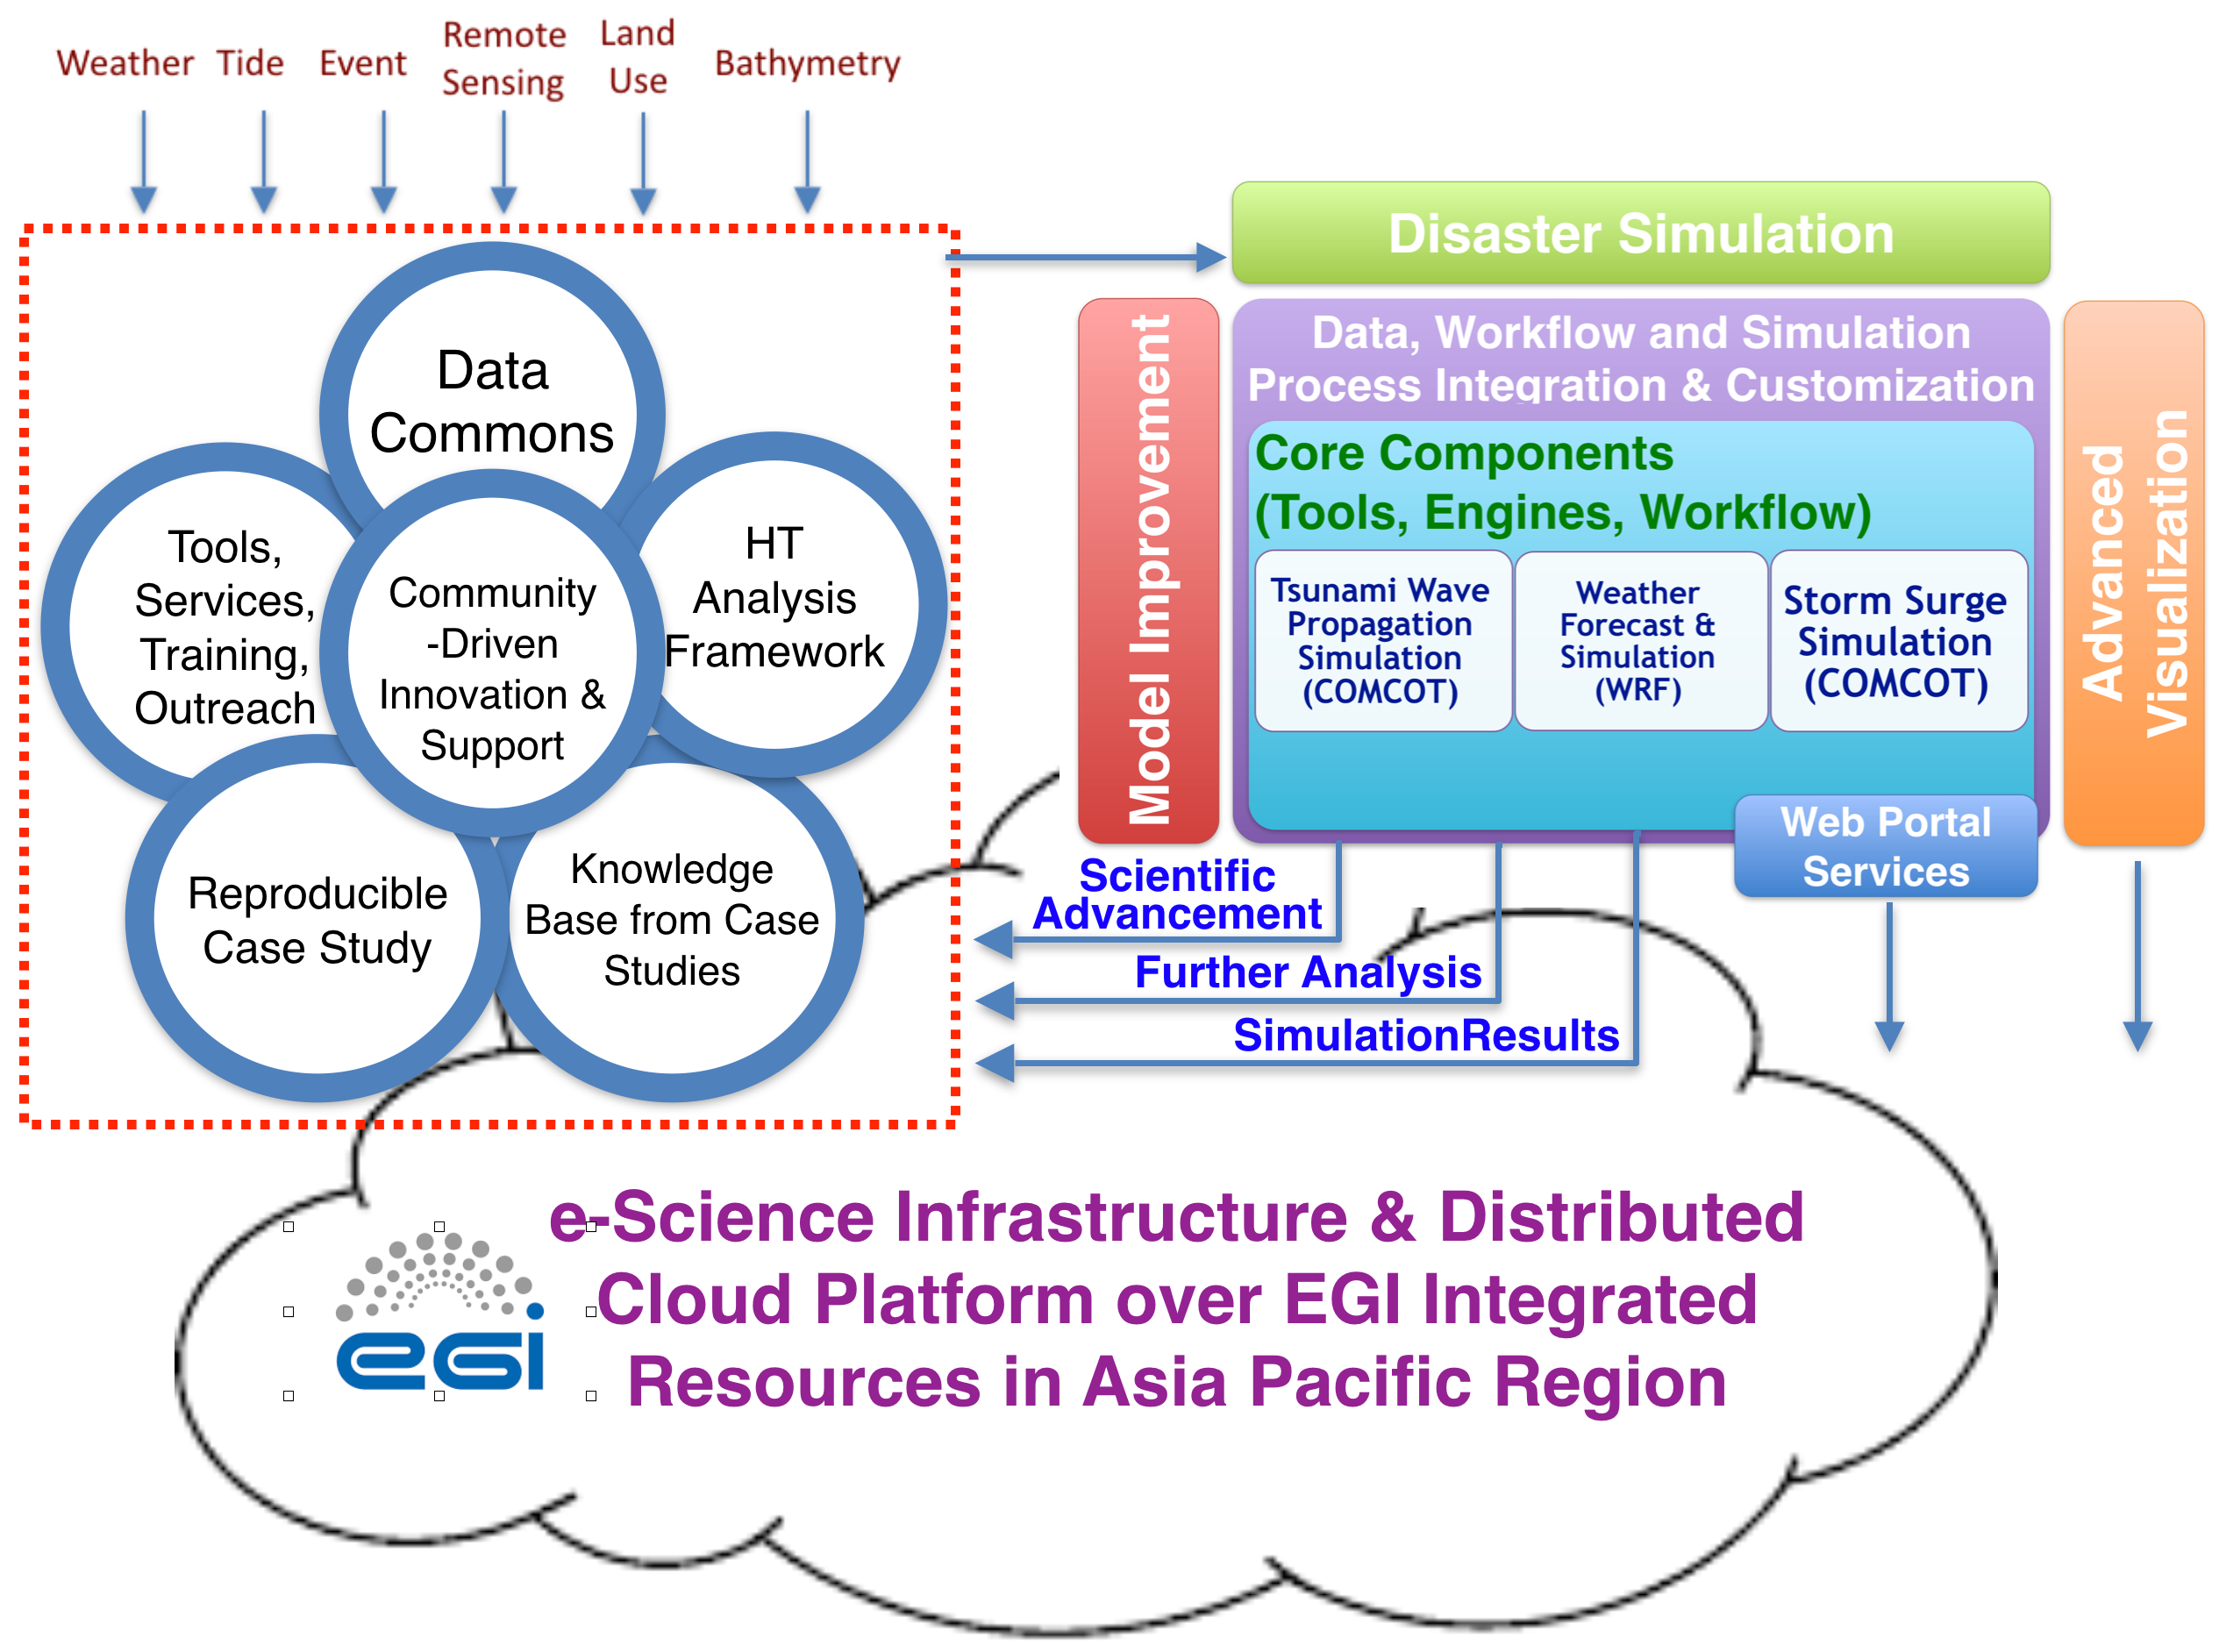 Weather
Tide
Event
Remote
Sensing
Land
Use
Bathymetry
Data
Commons
Tools,
Services,
Training,
Outreach
Community
-Driven
Innovation &
Support
HT
Analysis
Framework
Reproducible
Case Study
Knowledge
Base from Case
Studies
Disaster Simulation
Model Improvement
Data, Workflow and Simulation
Process Integration & Customization
Core Components
(Tools, Engines, Workflow)
Tsunami Wave
Propagation
Simulation
(COMCOT)
Weather
Forecast &
Simulation
(WRF)
Storm Surge
Simulation
(COMCOT)
Advanced
Visualization
Web Portal
Services
Scientific
Advancement
Further Analysis
SimulationResults
e-Science Infrastructure & Distributed
Cloud Platform over EGI Integrated
Resources in Asia Pacific Region
eGi